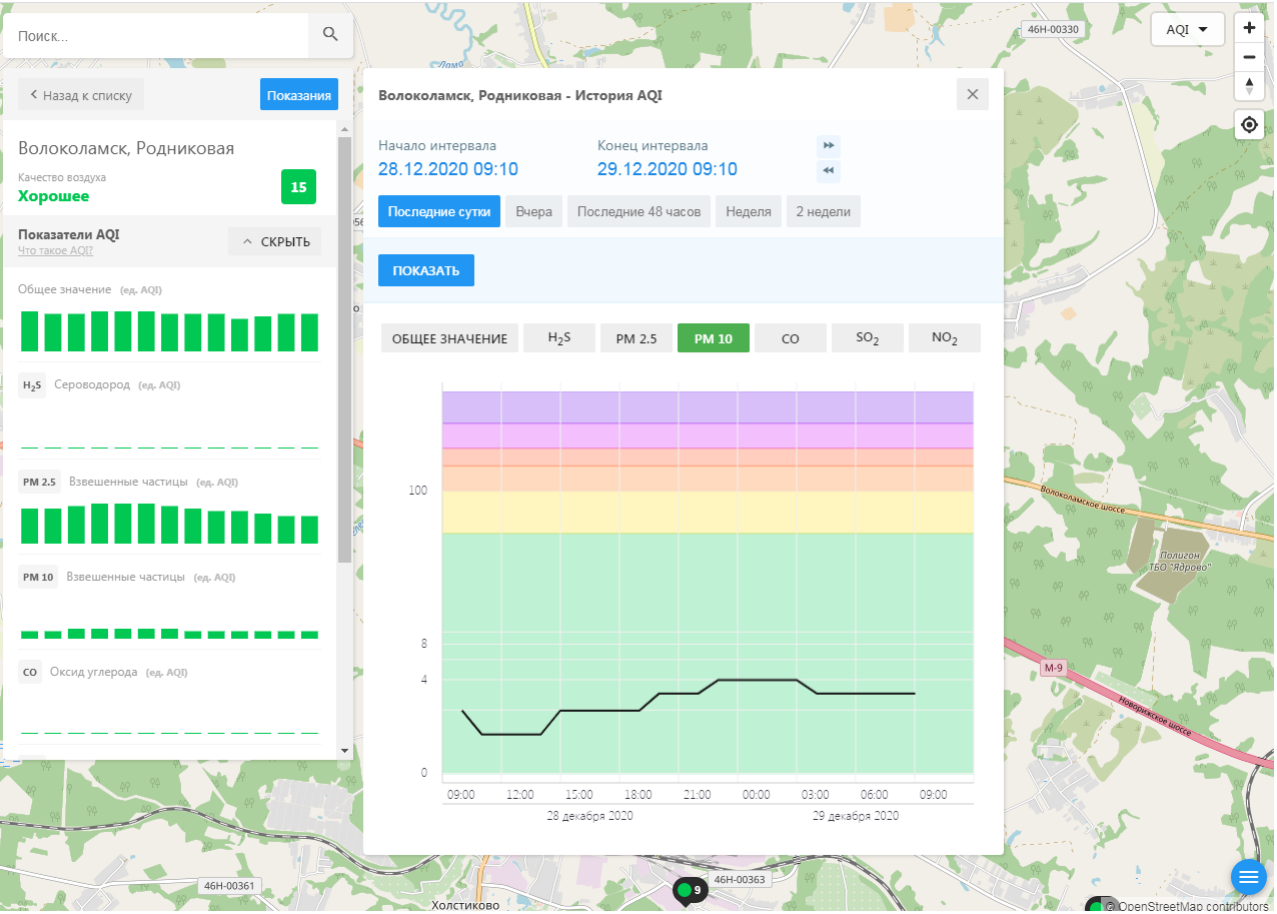 Поиск...
46Н-00330
AQI
Лама
Назад к списку
Показания
Волоколамск, Родниковая
Качество воздуха
Хорошее
15
Показатели AQI
Что такое AQI?
СКРЫТЬ
Общее значение (ед. AQI)
H₂S Сероводород (ед. AQI)
PM 2.5 Взвешенные частицы (ед. AQI)
PM 10 Взвешенные частицы (ед. AQI)
CO Оксид углерода (ед. AQI)
Волоколамск, Родниковая - История AQI
Начало интервала
28.12.2020 09:10
Конец интервала
29.12.2020 09:10
Последние сутки
Вчера
Последние 48 часов
Неделя
2 недели
ПОКАЗАТЬ
ОБЩЕЕ ЗНАЧЕНИЕ
H₂S
PM 2.5
PM 10
CO
SO₂
NO₂
100
8
4
0
09:00 12:00 15:00 18:00 21:00 00:00 03:00 06:00 09:00
28 декабря 2020 29 декабря 2020
Волоколамское шоссе
Полигон
ТБО "Ядрово"
М-9
Новорижское шоссе
46Н-00361
46Н-00363
9
Холстиково
© OpenStreetMap contributors